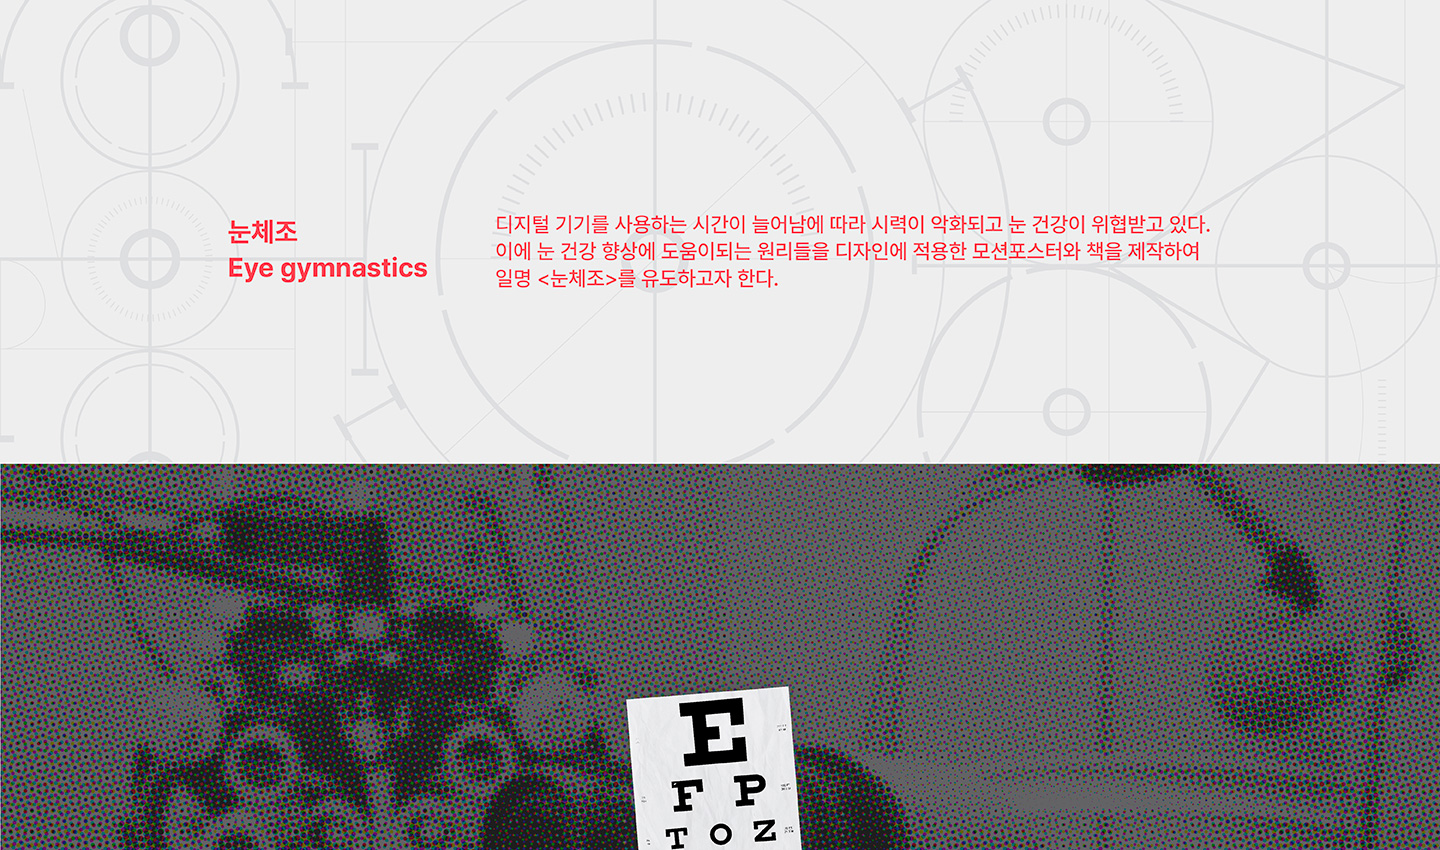 눈체조
Eye gymnastics
디지털 기기를 사용하는 시간이 늘어남에 따라 시력이 악화되고 눈 건강이 위협받고 있다.
이에 눈 건강 향상에 도움이되는 원리들을 디자인에 적용한 모션포스터와 책을 제작하여
일명 <눈체조>를 유도하고자 한다.
E
F P
T O Z